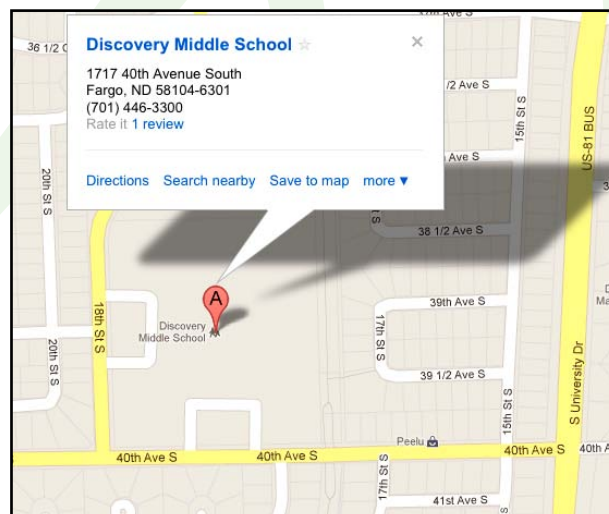 Discovery Middle School
1717 40th Avenue South
Fargo, ND 58104-6301
(701) 446-3300
Rate it 1 review
Directions Search nearby Save to map more ▼
36 1/2
/2 Ave S
15th St S
US-81 BUS
Ave S
20th St S
38 1/2 Ave S
A
Discovery
Middle School
18th St S
39th Ave S
17th St S
20th St S
39 1/2 Ave S
15th St S
S University Dr
Peelu
40th Ave S
40th Ave S
40th Ave S
40th A
17th St S
41st Ave S